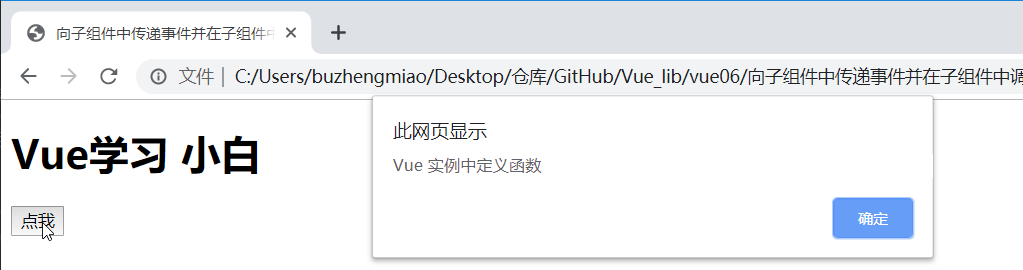 向子组件中传递事件并在子组件中
文件 | C:/Users/buzhengmiao/Desktop/仓库/GitHub/Vue_lib/vue06/向子组件中传递事件并在子组件中调
此网页显示
Vue学习 小白
Vue 实例中定义函数
点我
确定